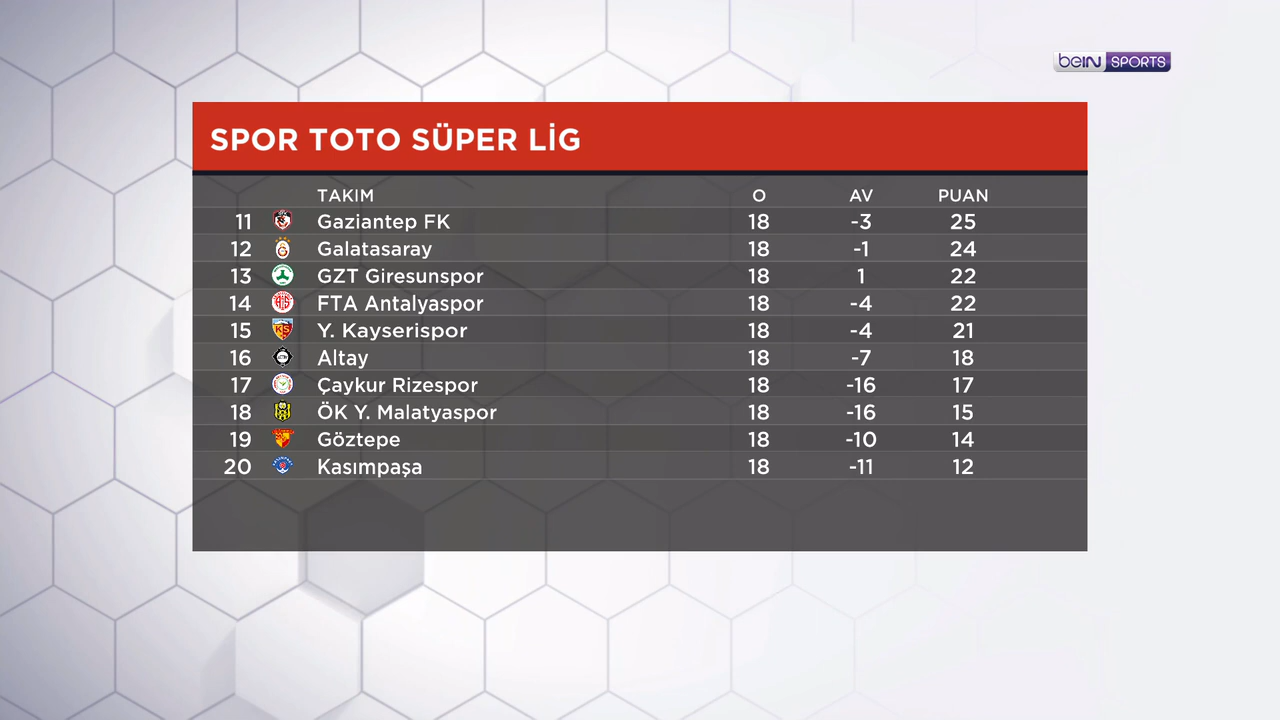 beIN SPORTS
SPOR TOTO SÜPER LİG
TAKIM O AV PUAN
11 Gaziantep FK 18 -3 25
12 Galatasaray 18 -1 24
13 GZT Giresunspor 18 1 22
14 FTA Antalyaspor 18 -4 22
15 Y. Kayserispor 18 -4 21
16 Altay 18 -7 18
17 Çaykur Rizespor 18 -16 17
18 ÖK Y. Malatyaspor 18 -16 15
19 Göztepe 18 -10 14
20 Kasımpaşa 18 -11 12